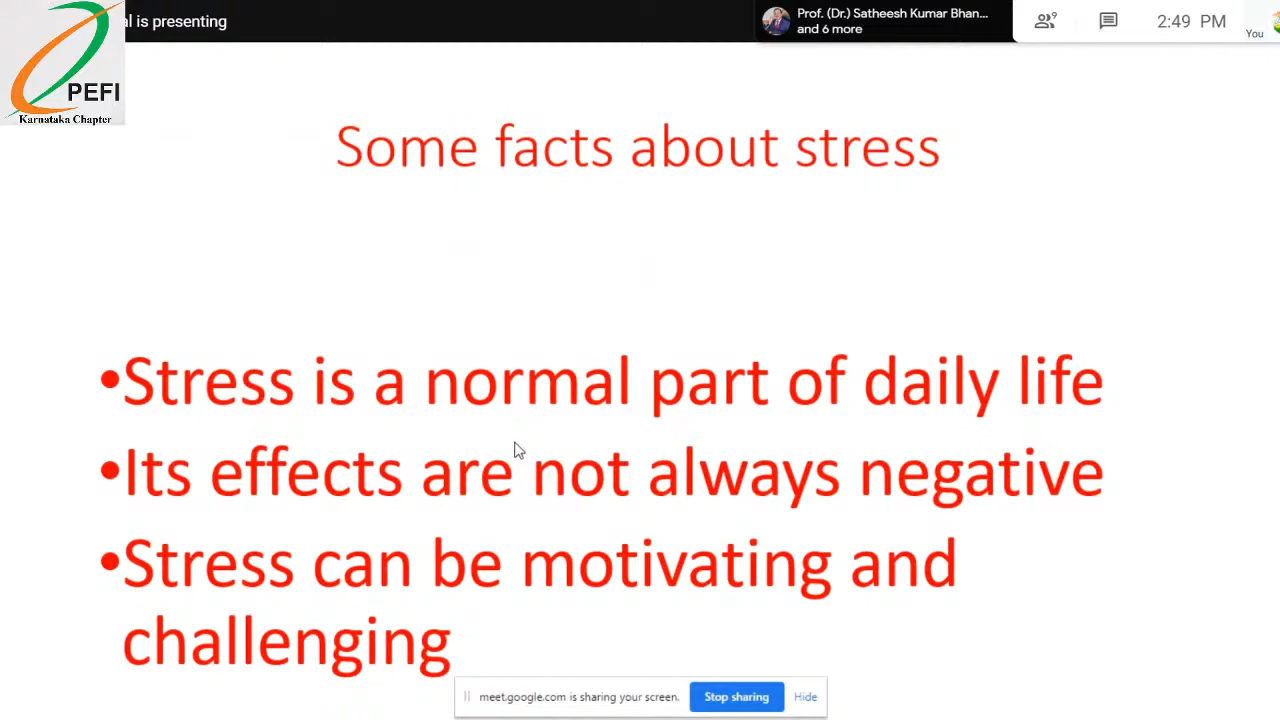 al is presenting
Prof. (Dr.) Satheesh Kumar Bhan...
and 6 more
9
2:49 PM
You
PEFI
Karnataka Chapter
Some facts about stress
•Stress is a normal part of daily life
•Its effects are not always negative
•Stress can be motivating and
challenging
meet.google.com is sharing your screen.
Stop sharing
Hide